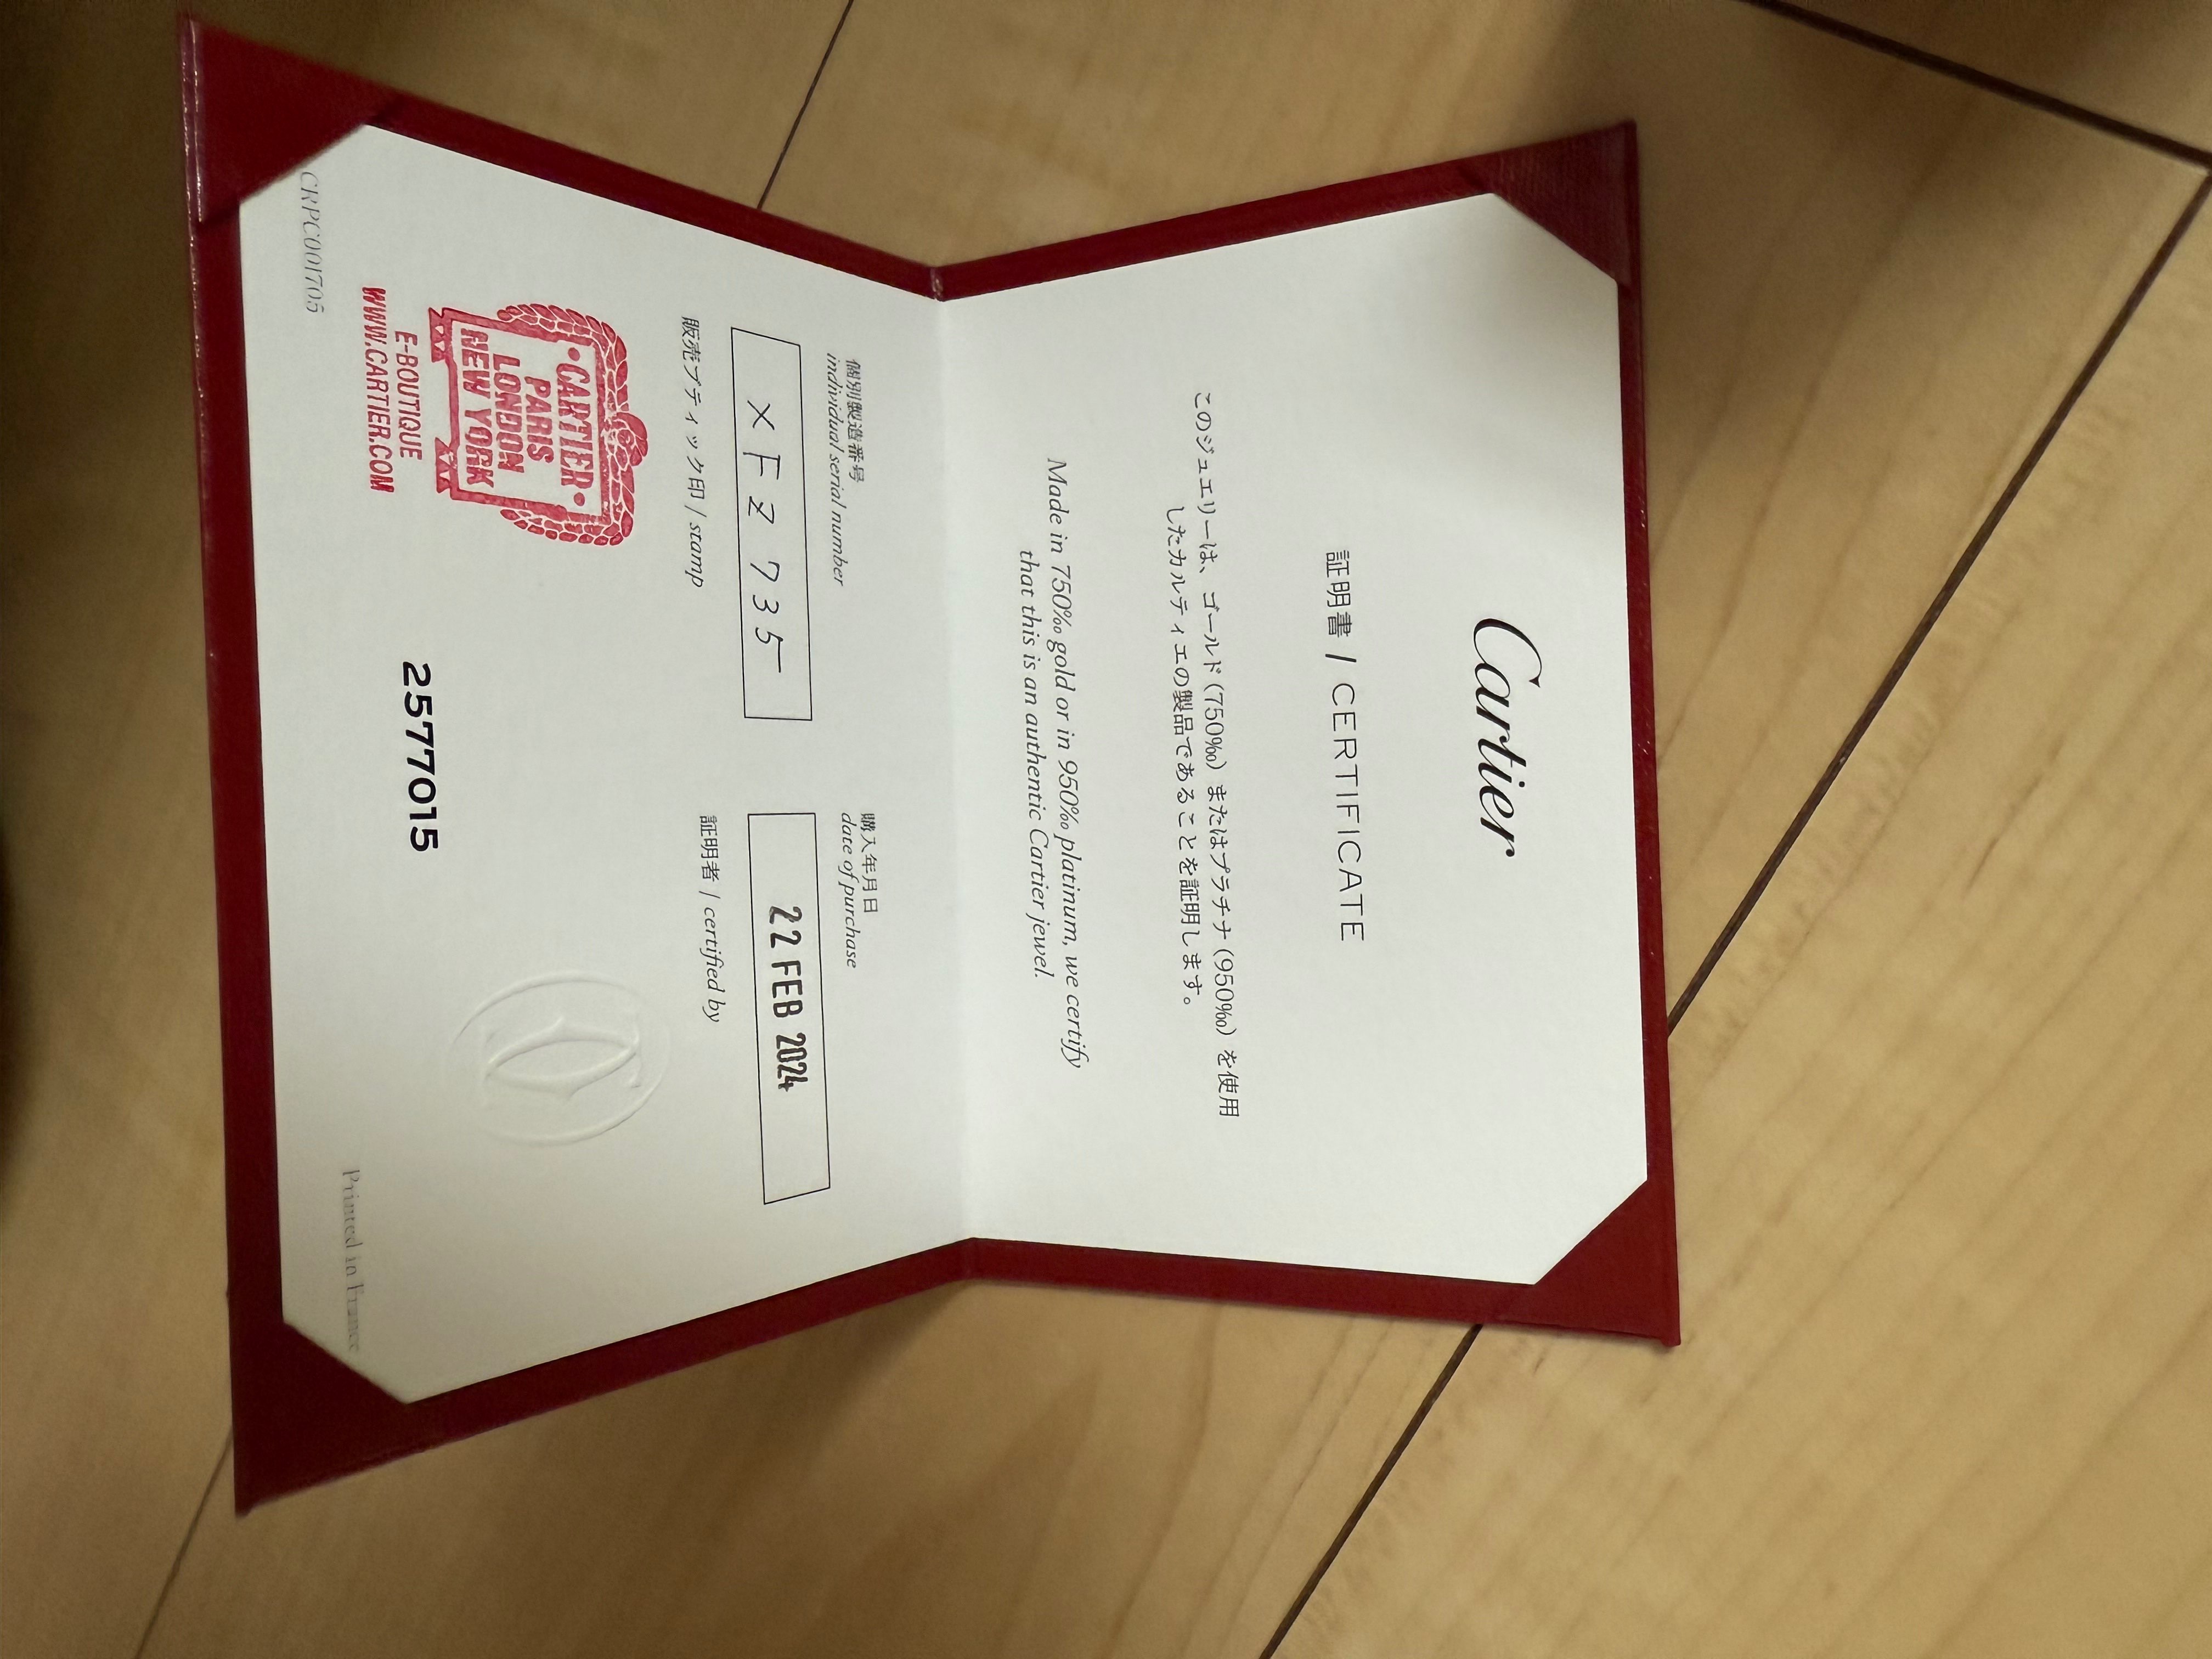 Cartier
証明書 / CERTIFICATE
このジュエリーは、ゴールド(750‰)またはプラチナ(950‰)を使用
したカルティエの製品であることを証明します。
Made in 750‰ gold or in 950‰ platinum, we certify
that this is an authentic Cartier jewel.
個別製造番号
individual serial number
XFZ735
購入年月日
date of purchase
22 FEB 2024
販売ブティック印 / stamp
証明者 / certified by
•CARTIER•
PARIS
LONDON
NEW YORK
E-BOUTIQUE
WWW.CARTIER.COM
2577015
CRPC001705
Printed in France